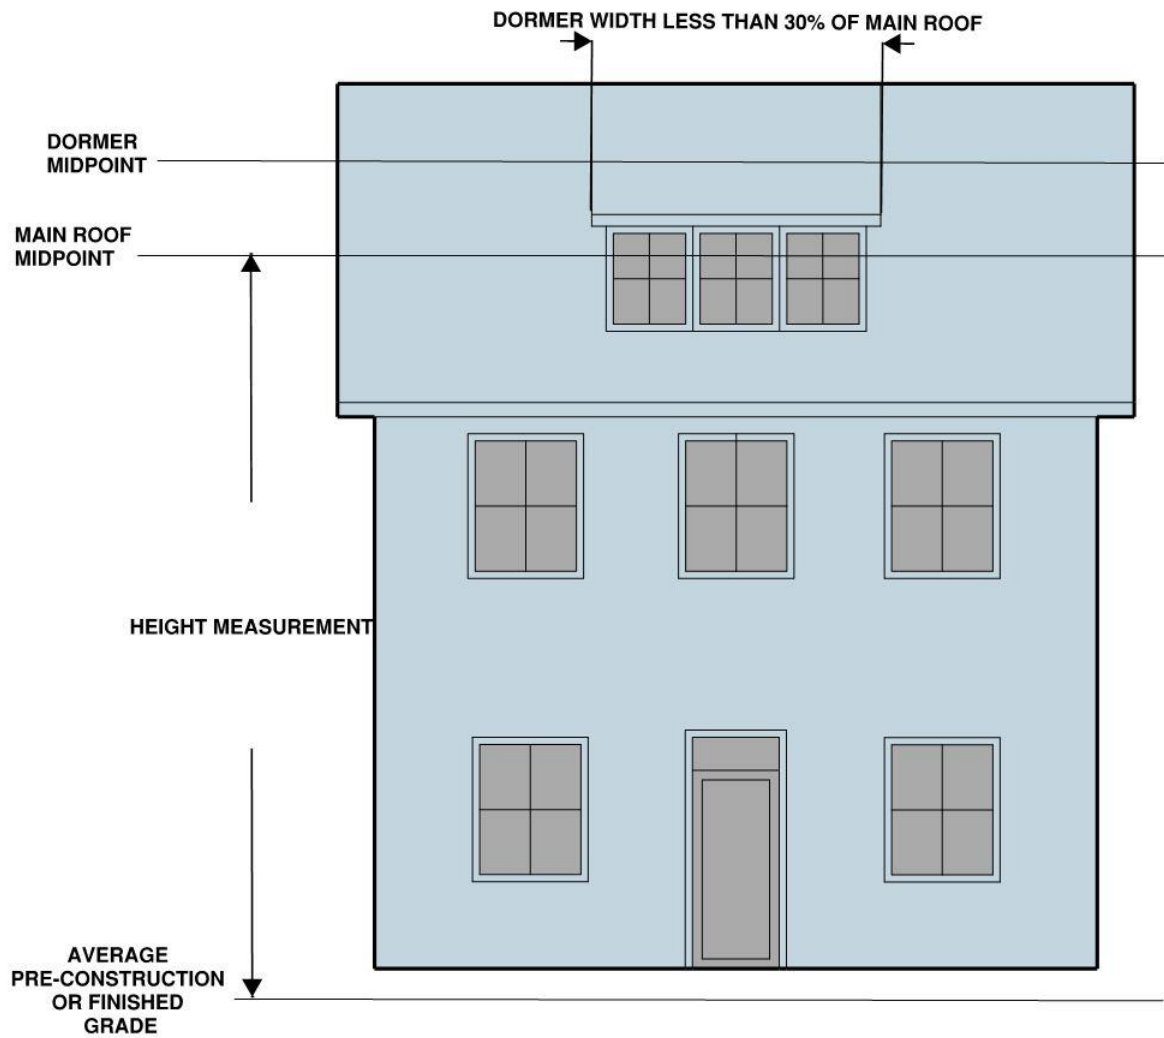 DORMER WIDTH LESS THAN 30% OF MAIN ROOF
DORMER
MIDPOINT
MAIN ROOF
MIDPOINT
HEIGHT MEASUREMENT
AVERAGE
PRE-CONSTRUCTION
OR FINISHED
GRADE